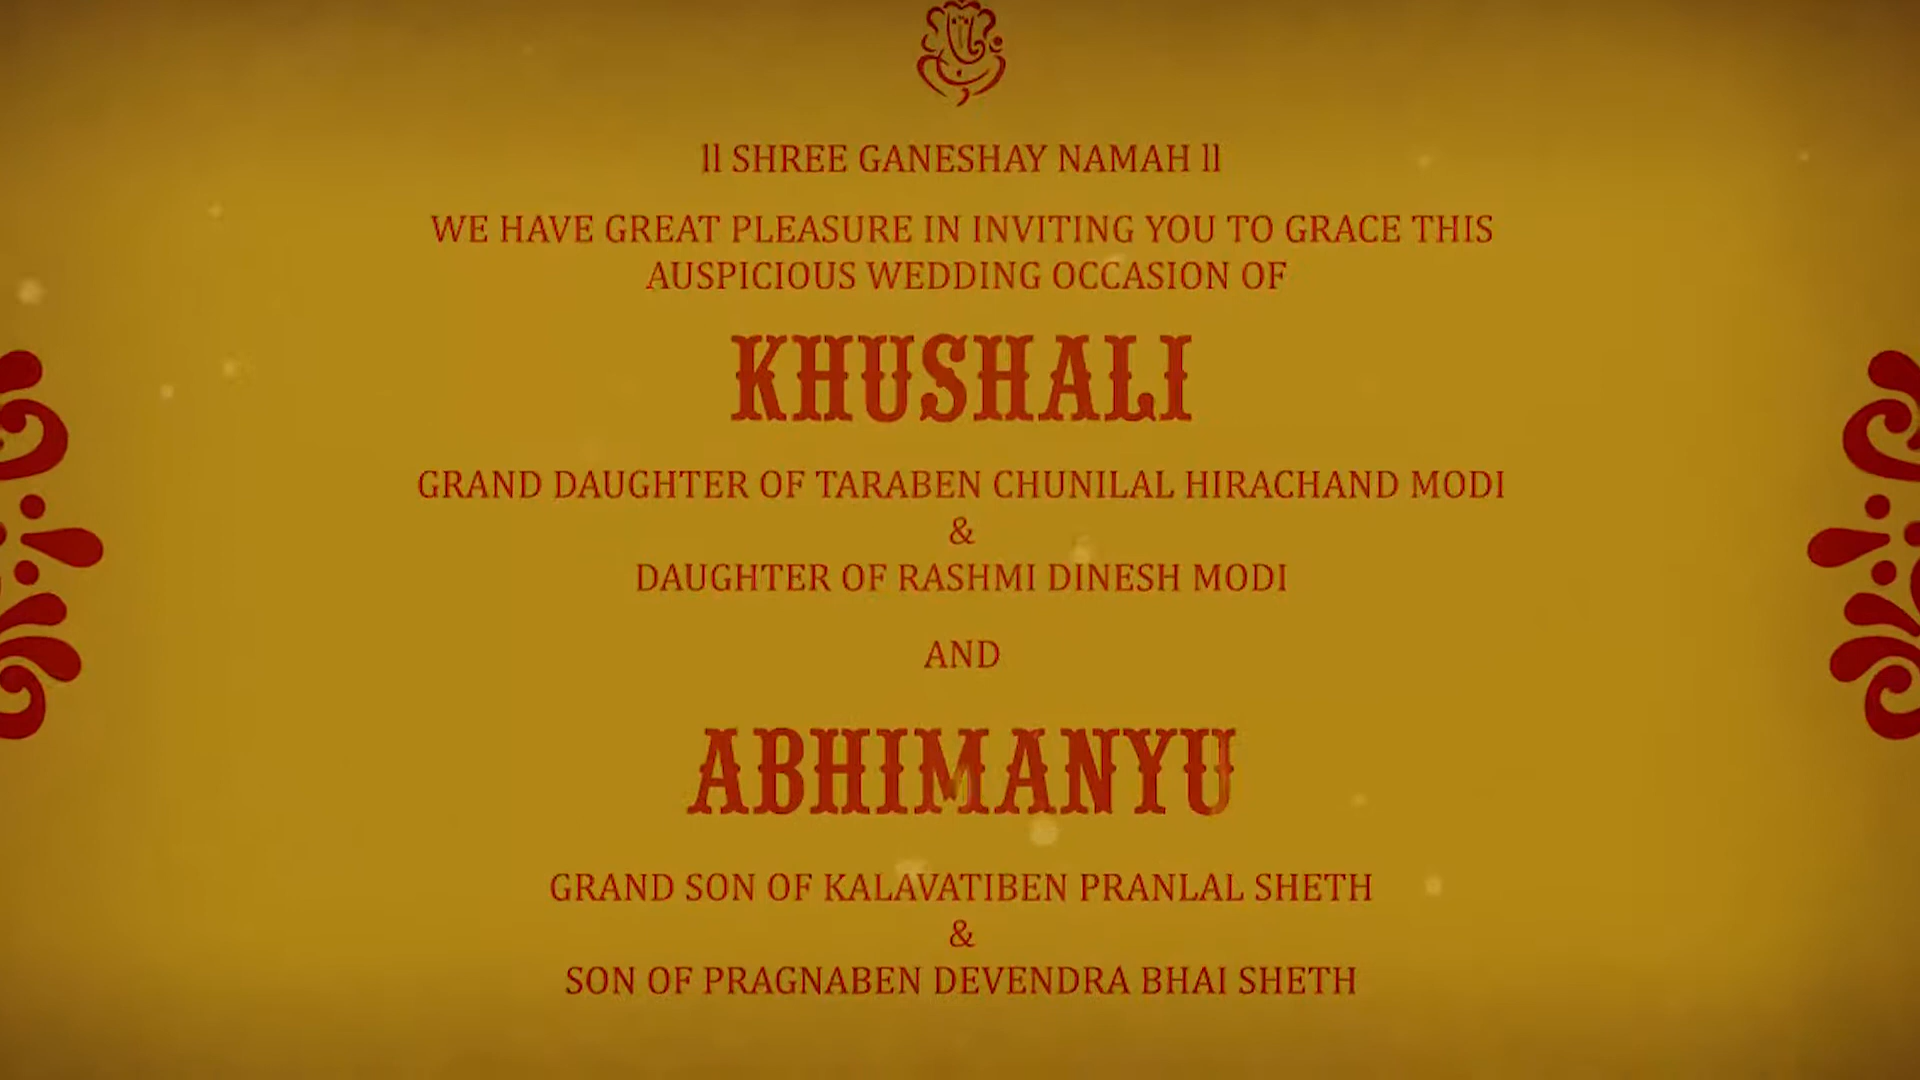 ll SHREE GANESHAY NAMAH ll
WE HAVE GREAT PLEASURE IN INVITING YOU TO GRACE THIS
AUSPICIOUS WEDDING OCCASION OF
KHUSHALI
GRAND DAUGHTER OF TARABEN CHUNILAL HIRACHAND MODI
&
DAUGHTER OF RASHMI DINESH MODI
AND
ABHIMANYU
GRAND SON OF KALAVATIBEN PRANLAL SHETH
&
SON OF PRAGNABEN DEVENDRA BHAI SHETH